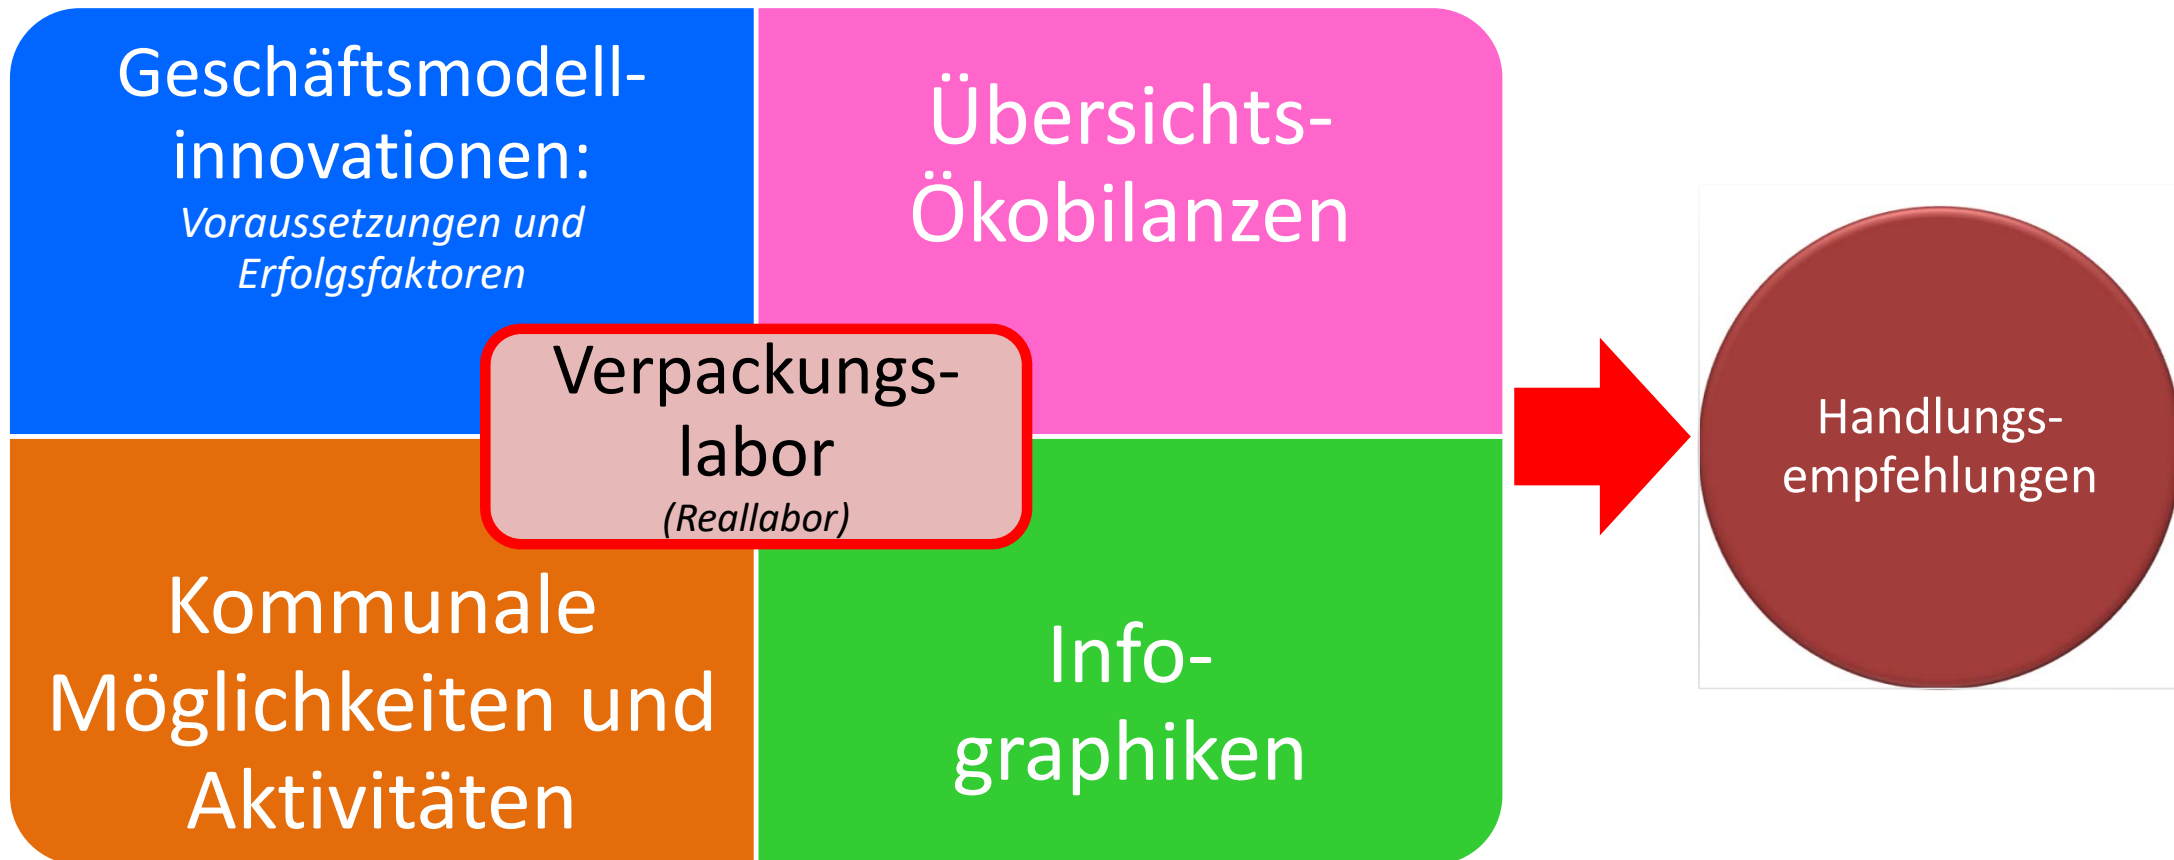 Geschäftsmodell-
innovationen:
Voraussetzungen und
Erfolgsfaktoren
Übersichts-
Ökobilanzen
Verpackungs-
labor
(Reallabor)
Kommunale
Möglichkeiten und
Aktivitäten
Info-
graphiken
Handlungs-
empfehlungen